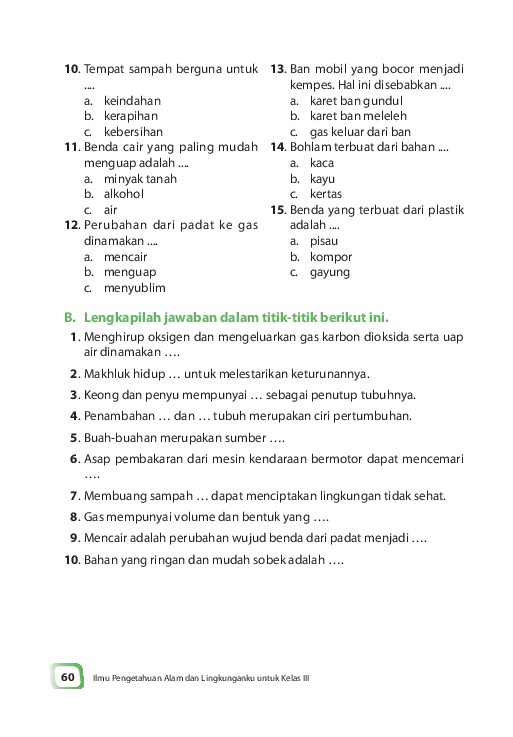 10. Tempat sampah berguna untuk
....
a. keindahan
b. kerapihan
c. kebersihan
11. Benda cair yang paling mudah
menguap adalah ....
a. minyak tanah
b. alkohol
c. air
12. Perubahan dari padat ke gas
dinamakan ....
a. mencair
b. menguap
c. menyublim
13. Ban mobil yang bocor menjadi
kempes. Hal ini disebabkan ....
a. karet ban gundul
b. karet ban meleleh
c. gas keluar dari ban
14. Bohlam terbuat dari bahan ....
a. kaca
b. kayu
c. kertas
15. Benda yang terbuat dari plastik
adalah ....
a. pisau
b. kompor
c. gayung
B. Lengkapilah jawaban dalam titik-titik berikut ini.
1. Menghirup oksigen dan mengeluarkan gas karbon dioksida serta uap
air dinamakan ....
2. Makhluk hidup ... untuk melestarikan keturunannya.
3. Keong dan penyu mempunyai ... sebagai penutup tubuhnya.
4. Penambahan ... dan ... tubuh merupakan ciri pertumbuhan.
5. Buah-buahan merupakan sumber ....
6. Asap pembakaran dari mesin kendaraan bermotor dapat mencemari
....
7. Membuang sampah ... dapat menciptakan lingkungan tidak sehat.
8. Gas mempunyai volume dan bentuk yang ....
9. Mencair adalah perubahan wujud benda dari padat menjadi ....
10. Bahan yang ringan dan mudah sobek adalah ....
60 Ilmu Pengetahuan Alam dan Lingkunganku untuk Kelas III